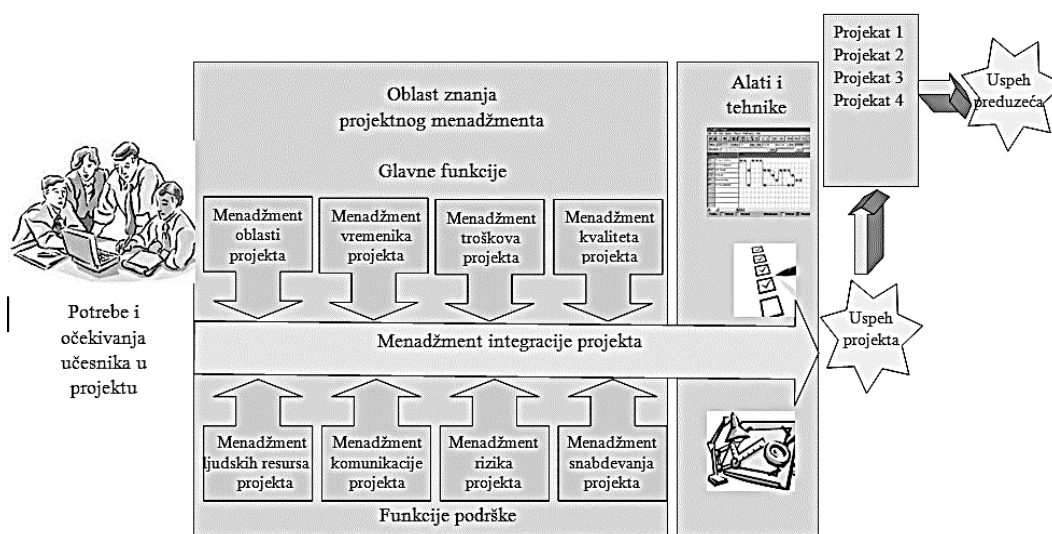 Potrebe i
očekivanja
učesnika u
projektu
Oblast znanja
projektnog menadžmenta
Glavne funkcije
Menadžment
oblasti
projekta
Menadžment
vremenika
projekta
Menadžment
troškova
projekta
Menadžment
kvaliteta
projekta
Menadžment integracije projekta
Menadžment
ljudskih resursa
projekta
Menadžment
komunikacije
projekta
Menadžment
rizika
projekta
Menadžment
snabdevanja
projekta
Funkcije podrške
Alati i
tehnike
Uspeh
projekta
Projekat 1
Projekat 2
Projekat 3
Projekat 4
Uspeh
preduzeća